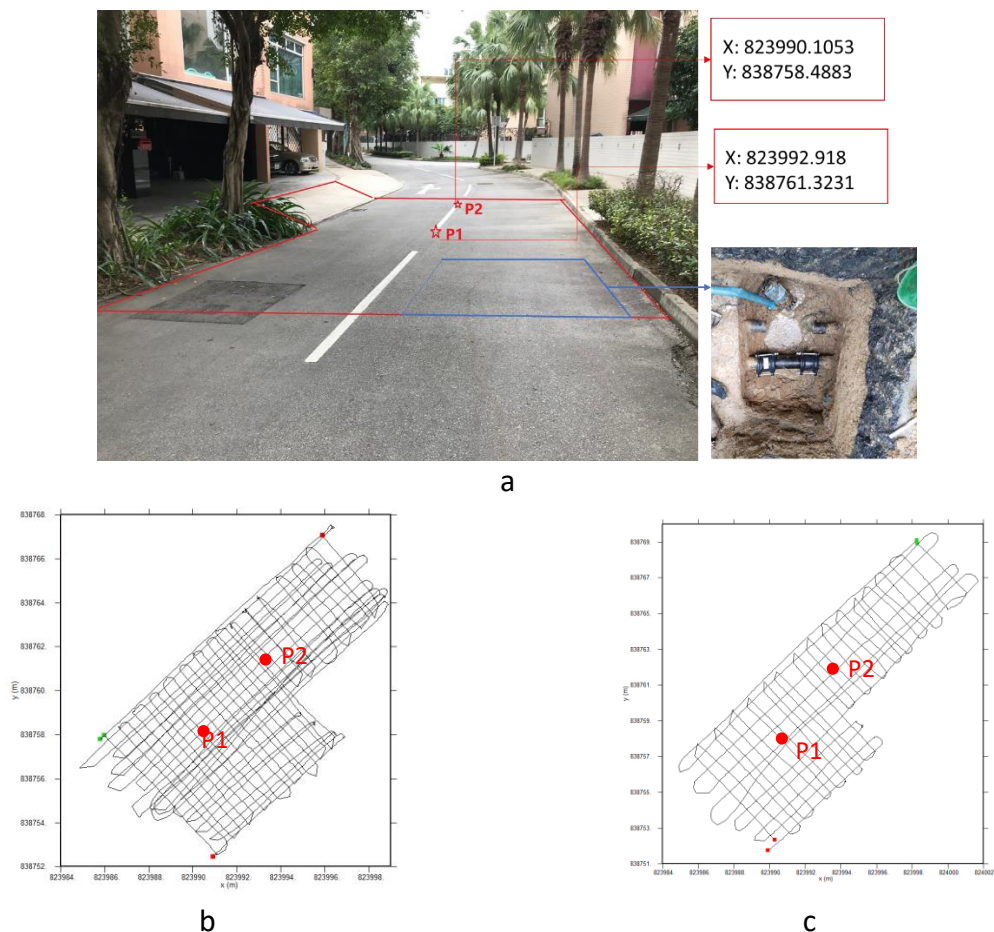 X: 823990.1053
Y: 838758.4883
X: 823992.918
Y: 838761.3231
P2
P1
a
838768
838766
838764
838762
838760
838758
838756
838754
838752
y (m)
P2
P1
823984
823986
823988
823990
823992
823994
823996
823998
x (m)
b
838769
838767
838765
838763
838761
838759
838757
838755
838753
838751
y (m)
P2
P1
823984
823986
823988
823990
823992
823994
823996
823998
824000
824002
x (m)
c